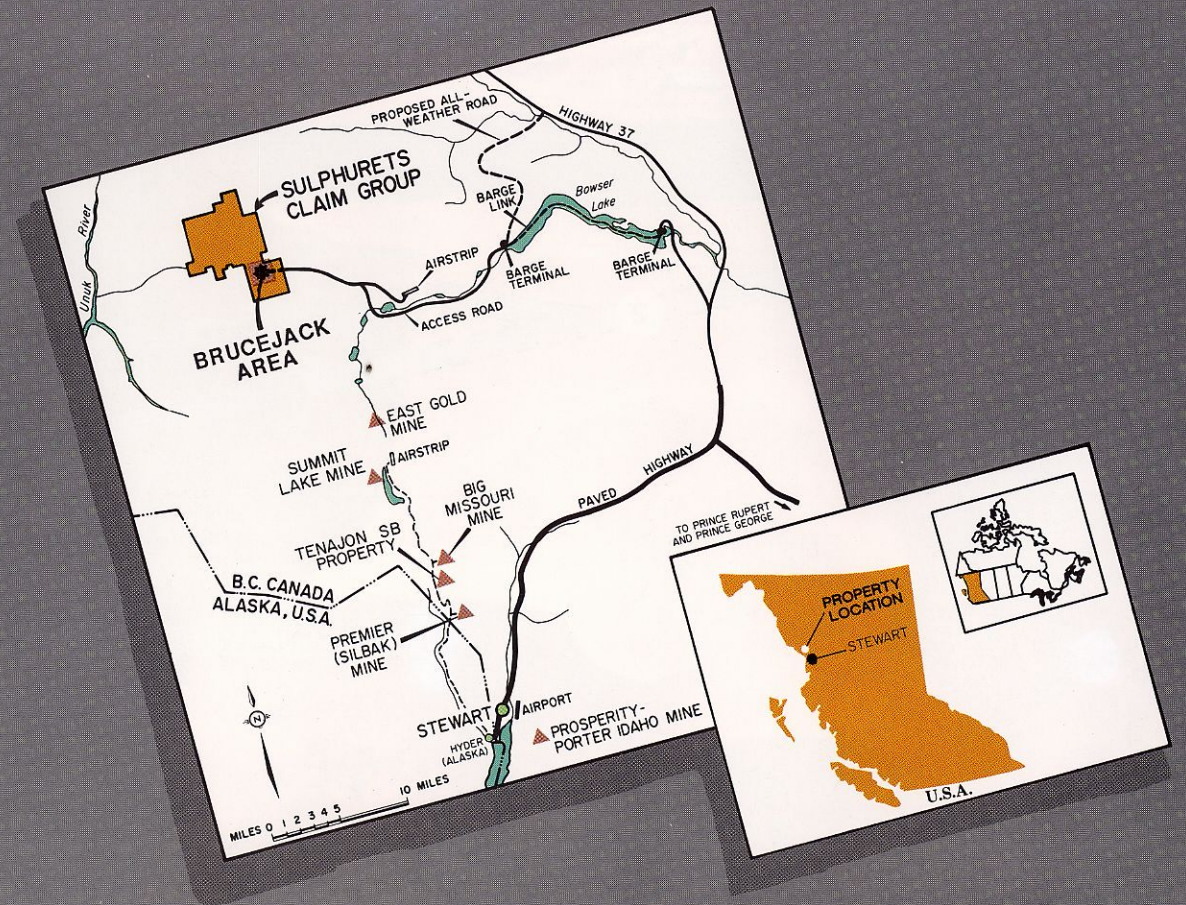 PROPOSED ALL-
WEATHER ROAD
HIGHWAY 37
SULPHURETS
CLAIM GROUP
BARGE
LINK
Bowser
Lake
Unuk River
AIRSTRIP
BARGE
TERMINAL
BARGE
TERMINAL
ACCESS ROAD
BRUCEJACK
AREA
EAST GOLD
MINE
SUMMIT
LAKE MINE
AIRSTRIP
BIG
MISSOURI
MINE
PAVED HIGHWAY
TO PRINCE RUPERT
AND PRINCE GEORGE
TENAJON SB
PROPERTY
B.C. CANADA
ALASKA, U.S.A.
PREMIER
(SILBAK)
MINE
N
STEWART
AIRPORT
HYDER
(ALASKA)
PROSPERITY-
PORTER IDAHO MINE
MILES 0 1 2 3 4 5 10 MILES
PROPERTY
LOCATION
STEWART
U.S.A.